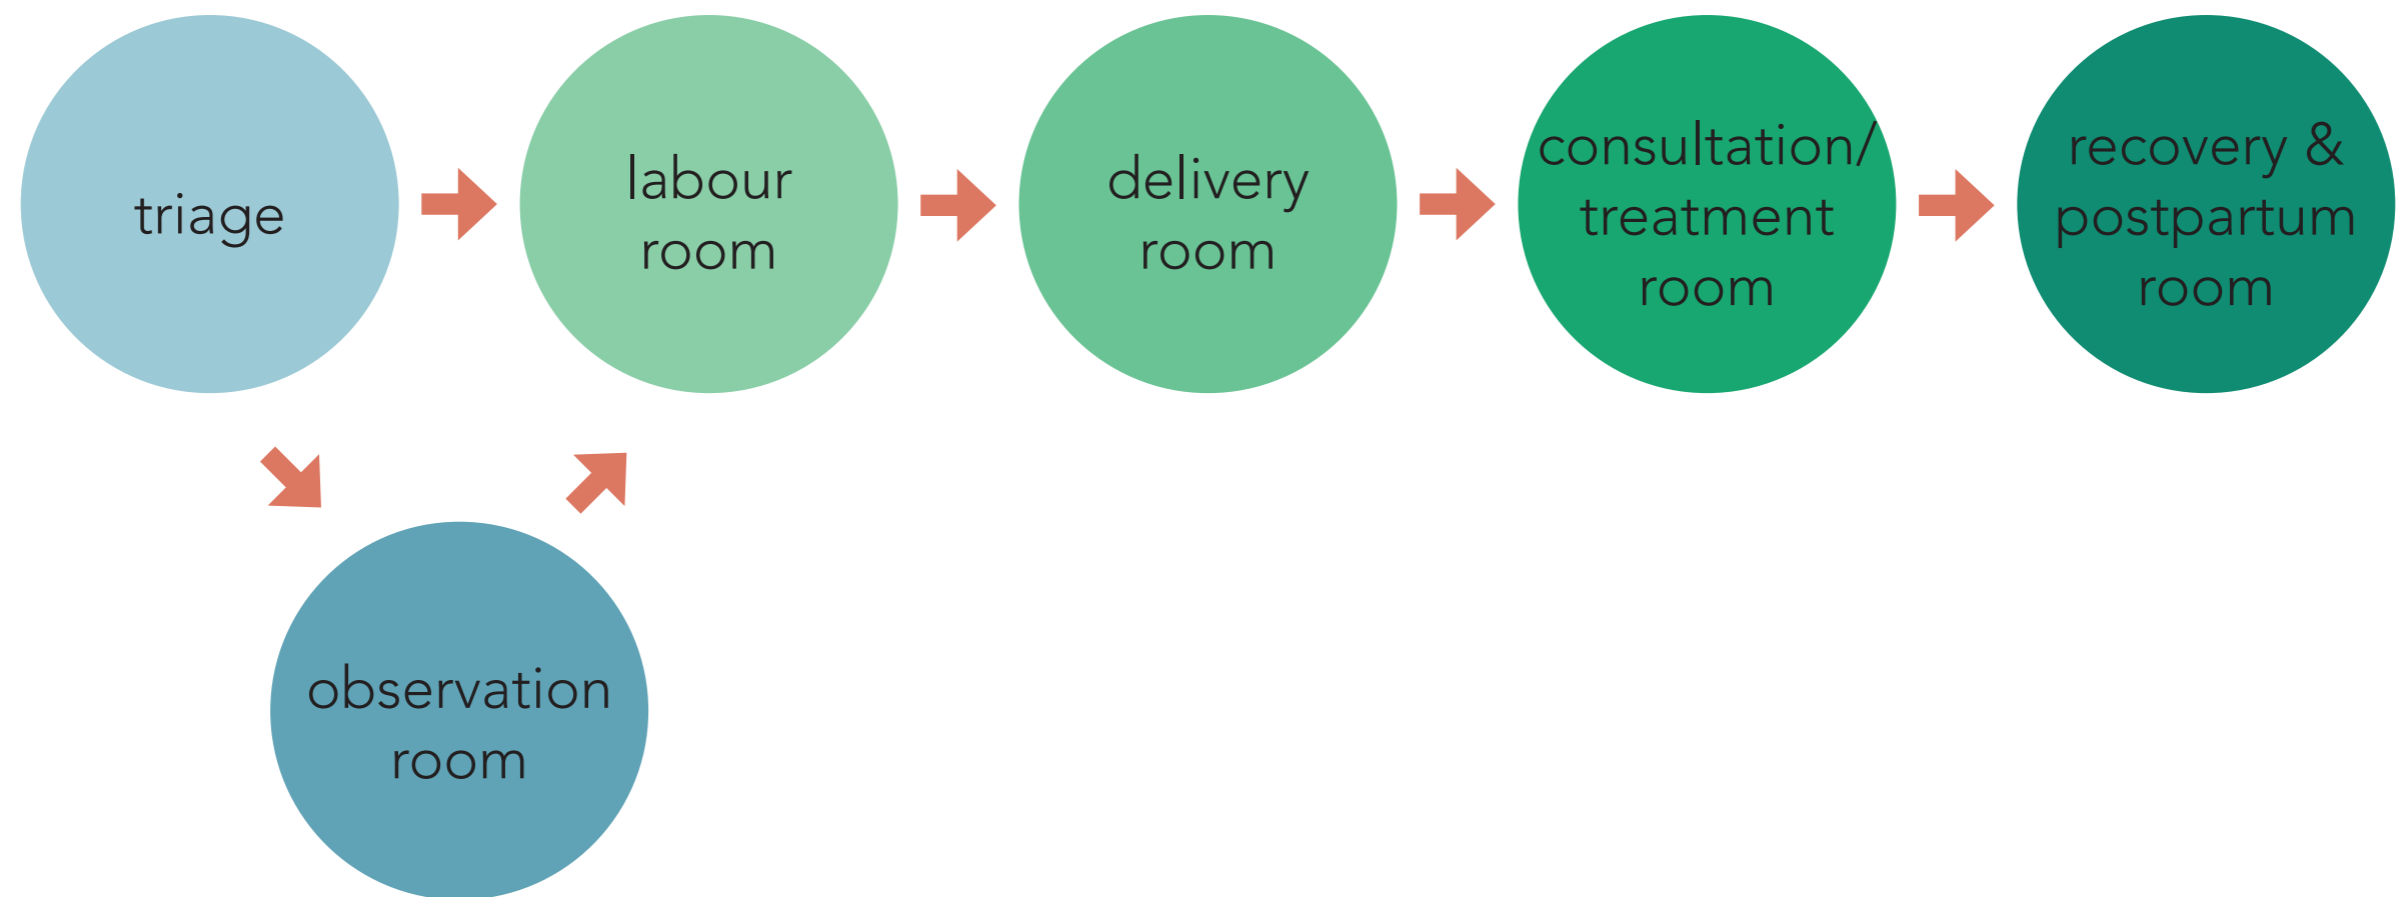 triage
labour
room
delivery
room
consultation/
treatment
room
recovery &
postpartum
room
observation
room